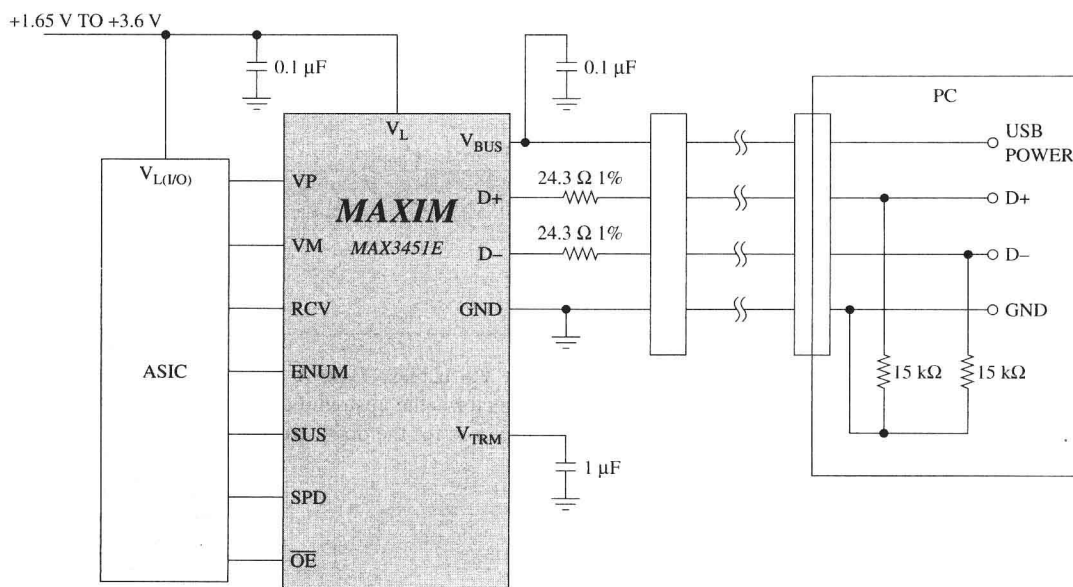 +1.65 V TO +3.6 V
0.1 µF
0.1 µF
PC
V_L
V_BUS
USB
POWER
V_L(I/O)
VP
MAXIM
MAX3451E
D+
24.3 Ω 1%
D+
VM
D−
24.3 Ω 1%
D−
RCV
GND
GND
ASIC
ENUM
15 kΩ
15 kΩ
SUS
V_TRM
1 µF
SPD
O̅E̅